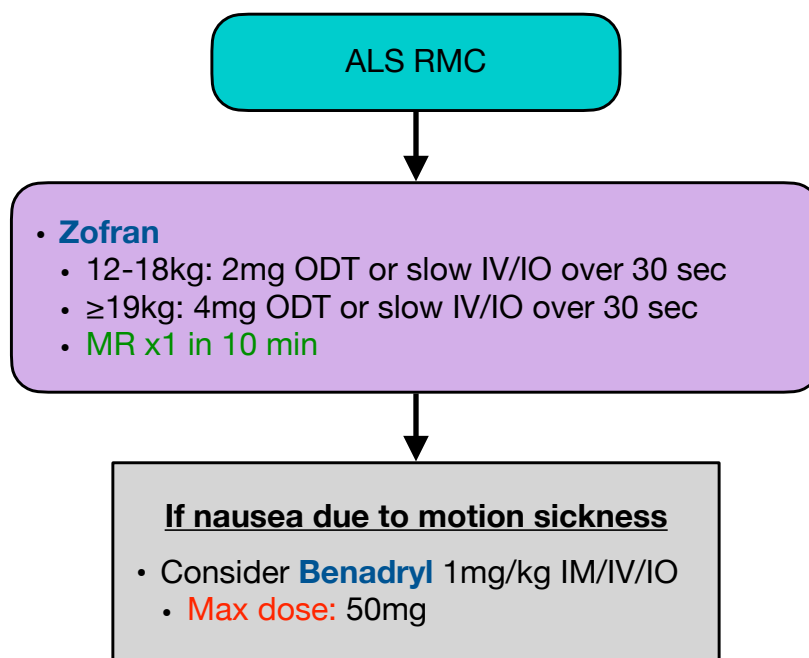 ALS RMC
• Zofran
• 12-18kg: 2mg ODT or slow IV/IO over 30 sec
• ≥19kg: 4mg ODT or slow IV/IO over 30 sec
• MR x1 in 10 min
If nausea due to motion sickness
• Consider Benadryl 1mg/kg IM/IV/IO
• Max dose: 50mg